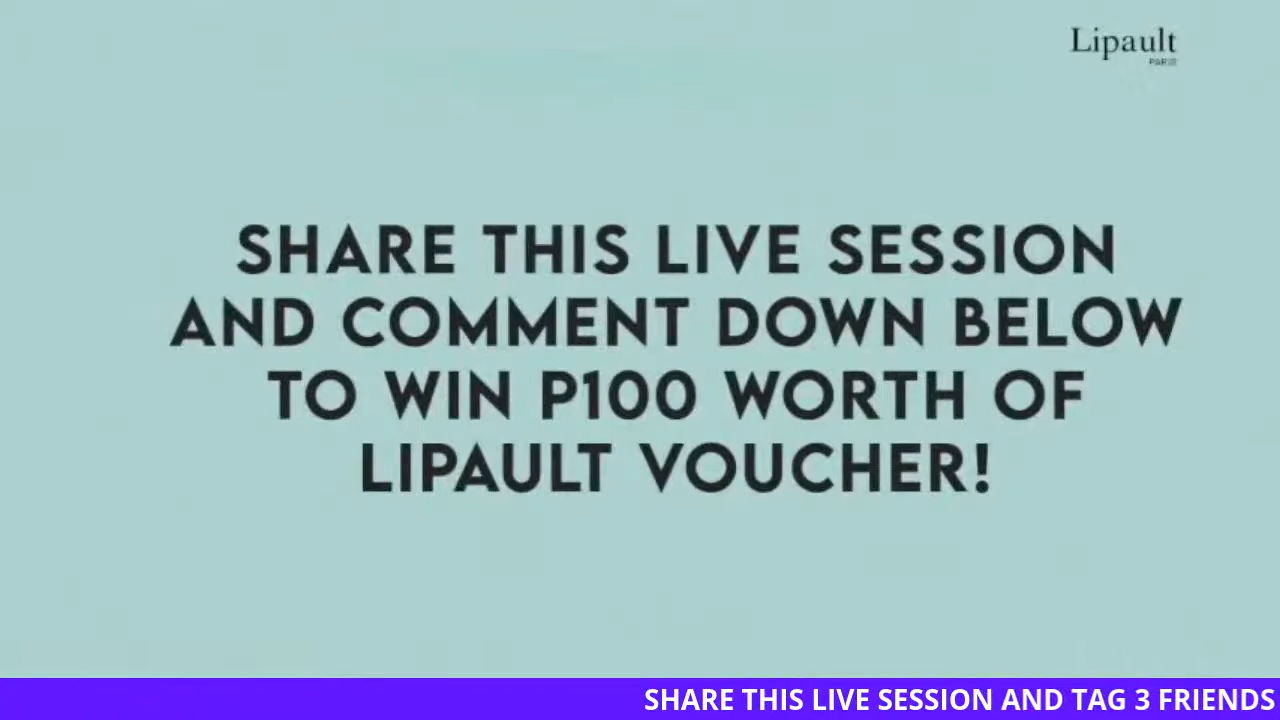 Lipault
PARIS
SHARE THIS LIVE SESSION
AND COMMENT DOWN BELOW
TO WIN P100 WORTH OF
LIPAULT VOUCHER!
SHARE THIS LIVE SESSION AND TAG 3 FRIENDS